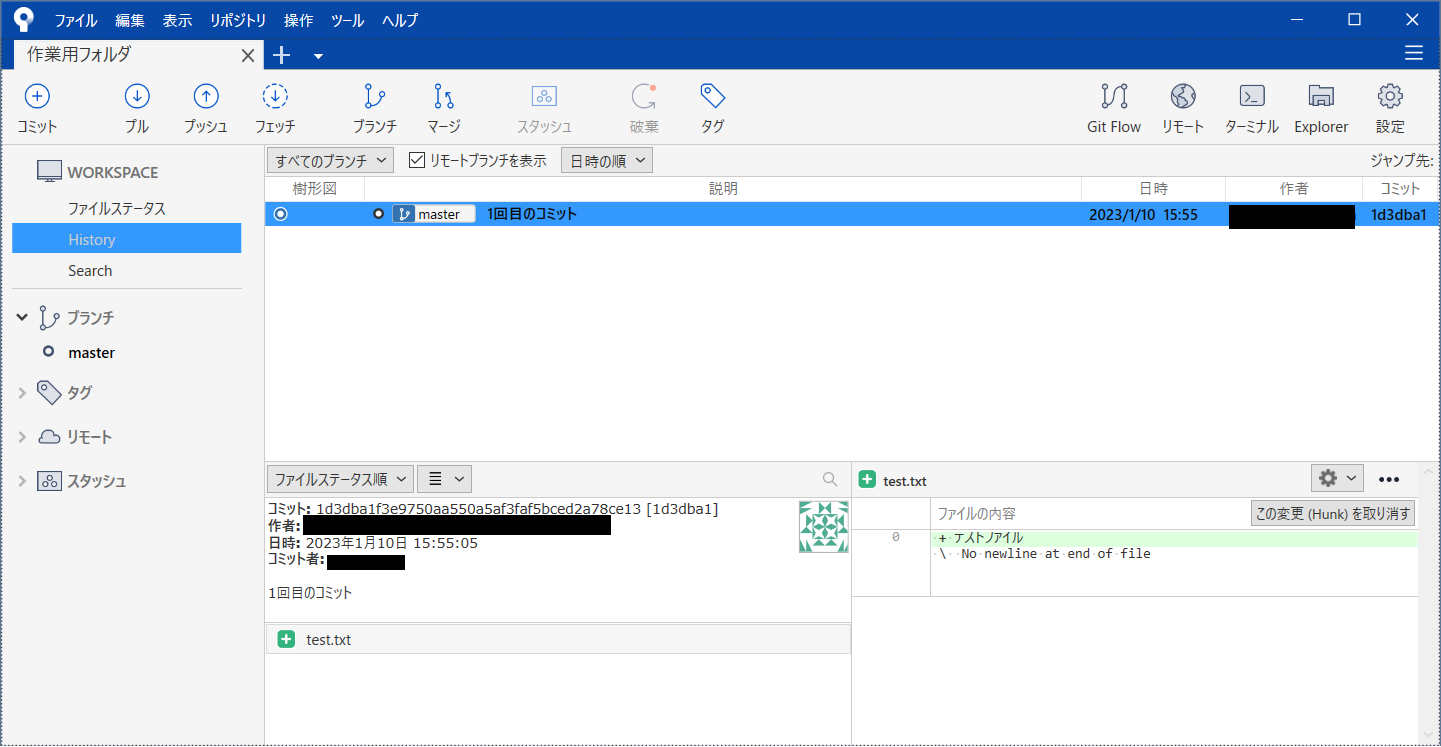 ファイル 編集 表示 リポジトリ 操作 ツール ヘルプ
作業用フォルダ
コミット プル プッシュ フェッチ ブランチ マージ スタッシュ 破棄 タグ Git Flow リモート ターミナル Explorer 設定
WORKSPACE
ファイルステータス
History
Search
ブランチ
master
タグ
リモート
スタッシュ
すべてのブランチ リモートブランチを表示 日時の順 ジャンプ先:
樹形図 説明 日時 作者 コミット
master 1回目のコミット 2023/1/10 15:55 1d3dba1
ファイルステータス順
コミット: 1d3dba1f3e9750aa550a5af3faf5bced2a78ce13 [1d3dba1]
作者:
日時: 2023年1月10日 15:55:05
コミット者:
1回目のコミット
test.txt
test.txt
ファイルの内容 この変更 (Hunk) を取り消す
0 + テストファイル
\ No newline at end of file